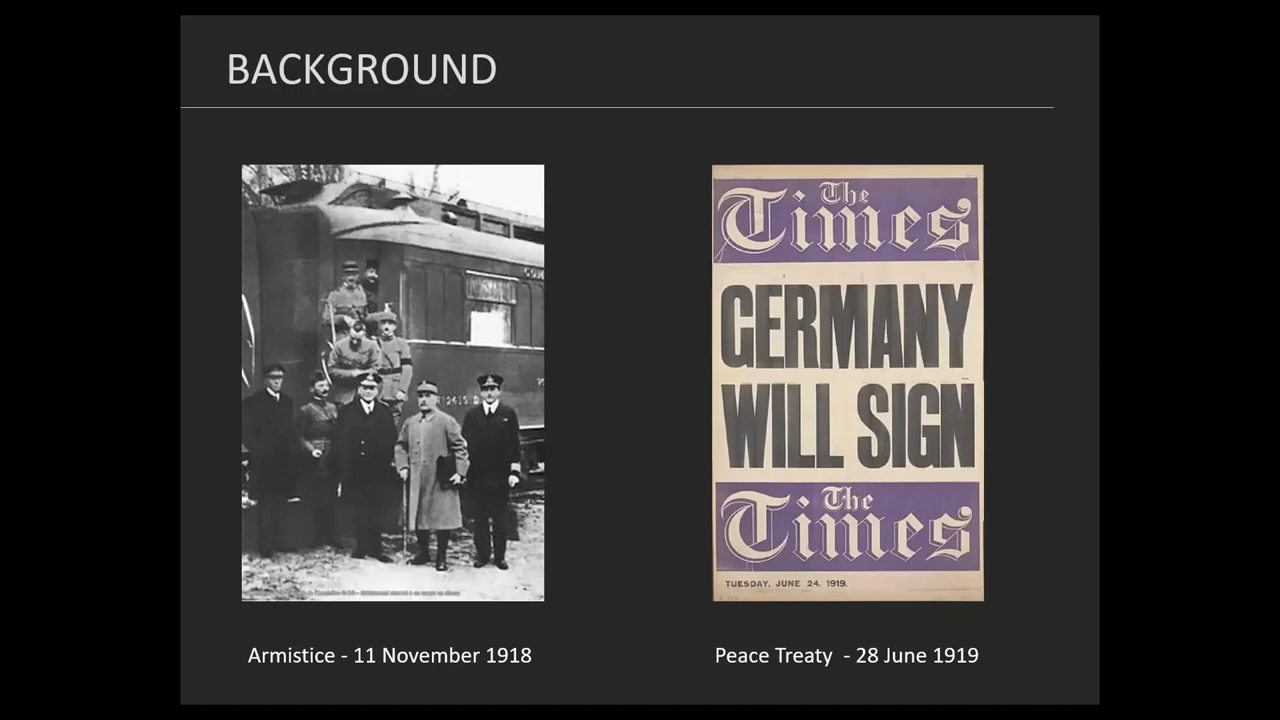 BACKGROUND
The
Times
GERMANY
WILL SIGN
The
Times
TUESDAY, JUNE 24, 1919.
Armistice - 11 November 1918
Peace Treaty - 28 June 1919